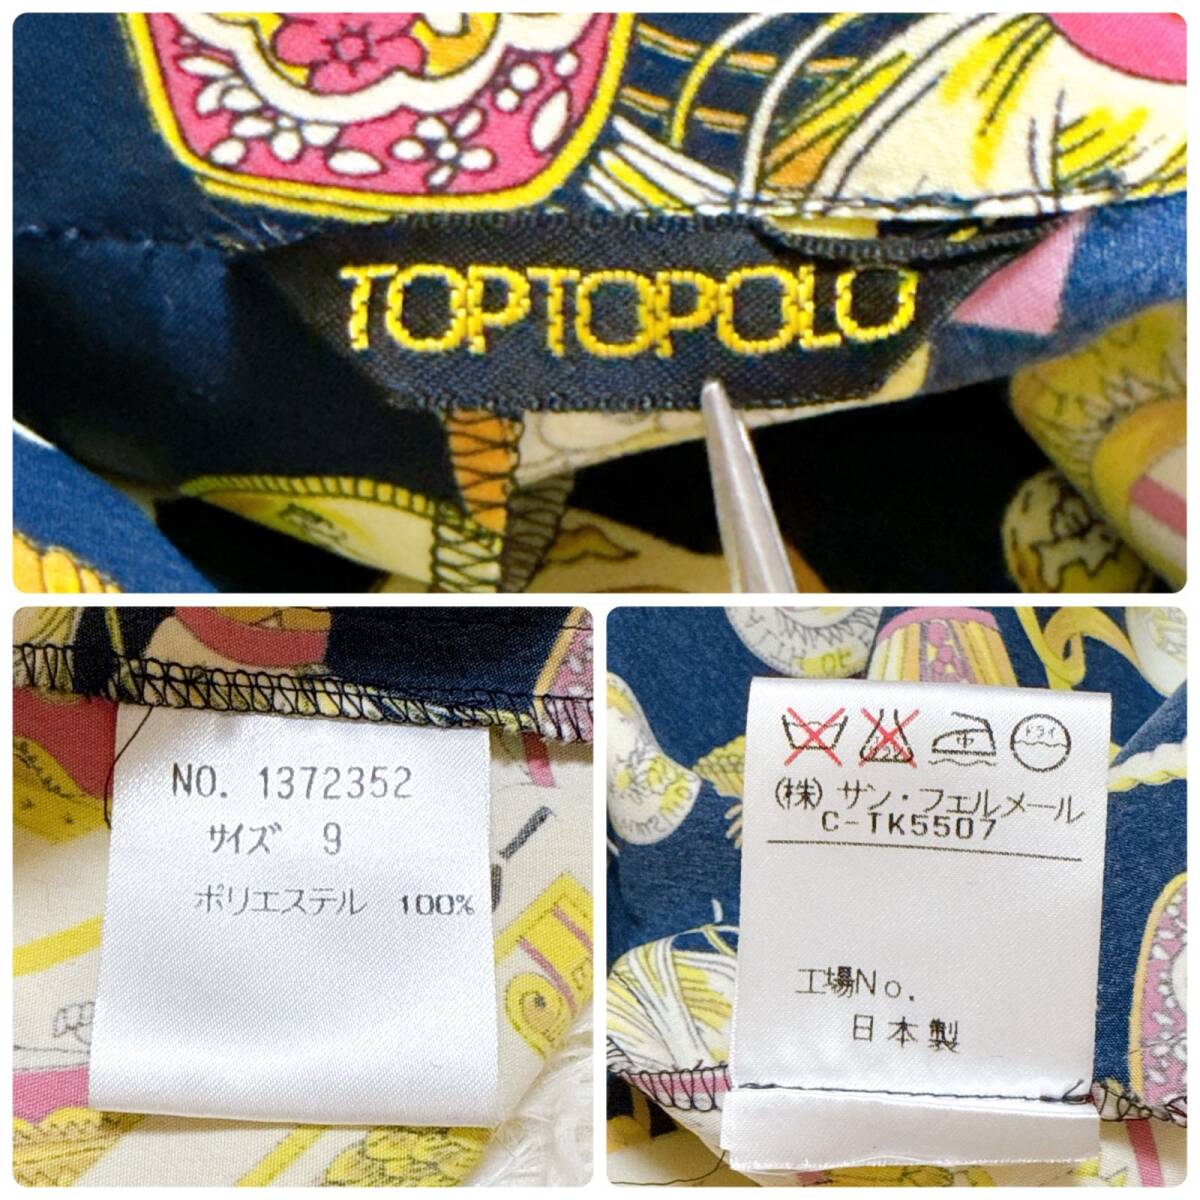 TOPTOPOLO
NO. 1372352
サイズ 9
ポリエステル 100%
ドライ
(株) サン・フェルメール
C-TK5507
工場No.
日本製